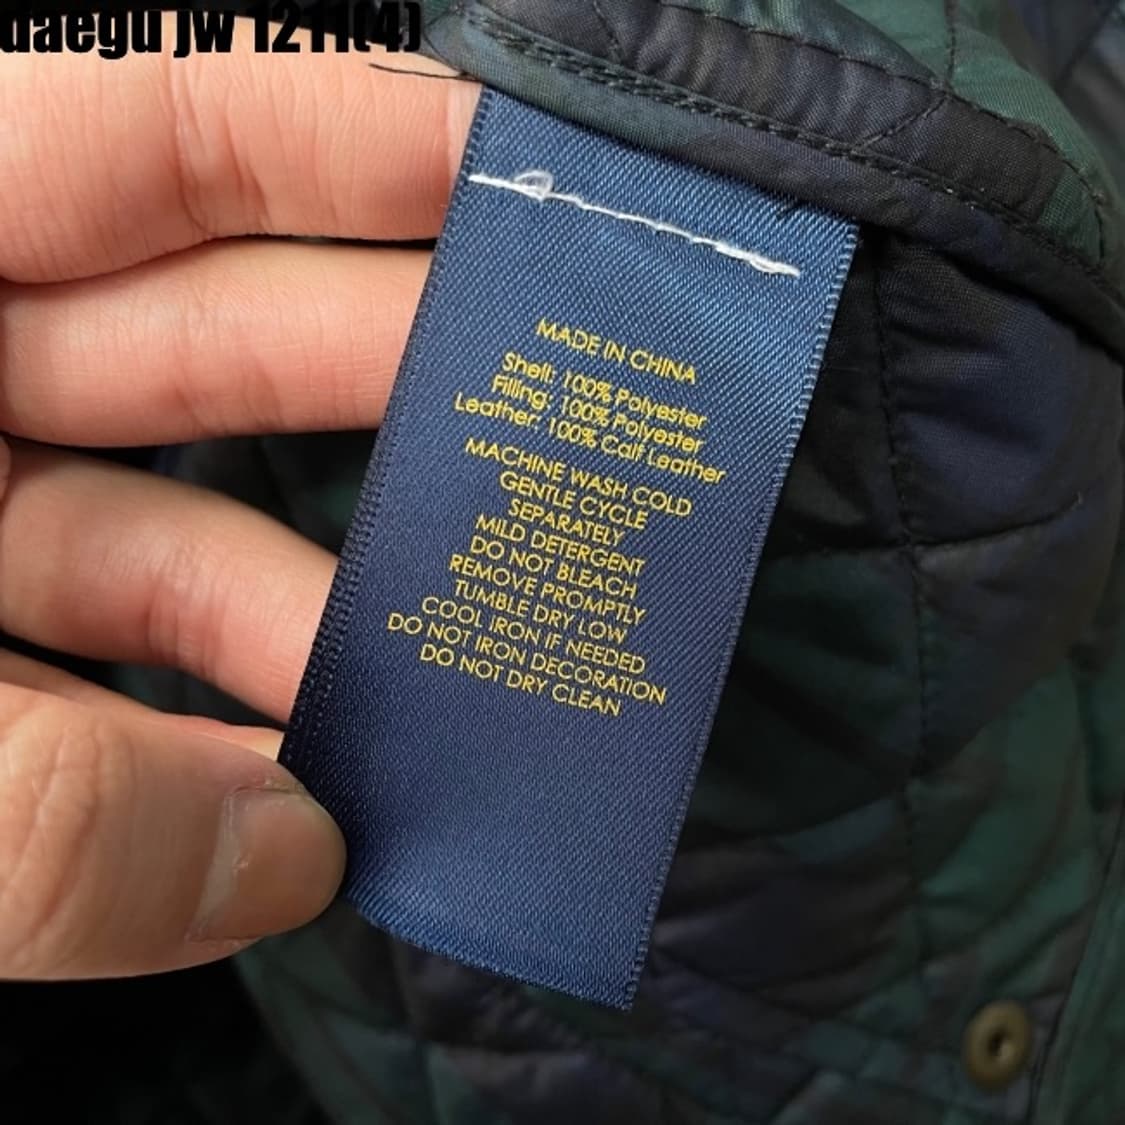 daegu jw 1211(4)
MADE IN CHINA
Shell: 100% Polyester
Filling: 100% Polyester
Leather: 100% Calf Leather
MACHINE WASH COLD
GENTLE CYCLE
SEPARATELY
MILD DETERGENT
DO NOT BLEACH
REMOVE PROMPTLY
TUMBLE DRY LOW
COOL IRON IF NEEDED
DO NOT IRON DECORATION
DO NOT DRY CLEAN